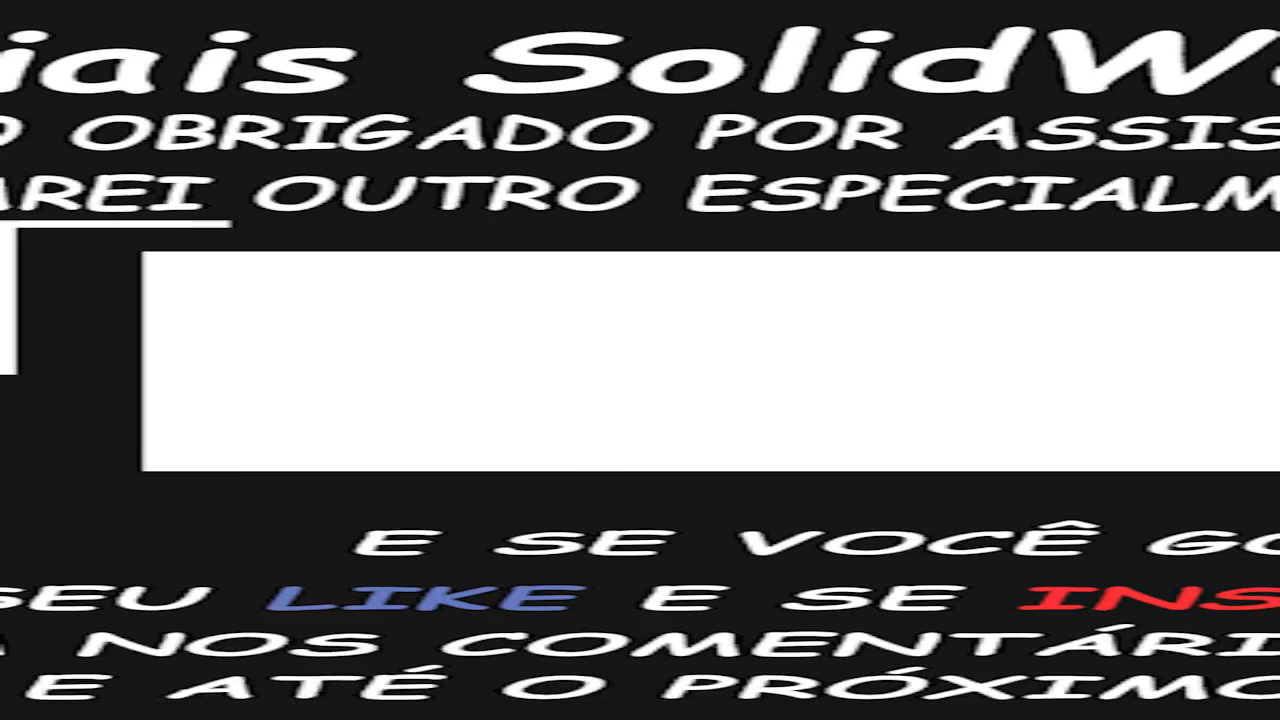 iais SolidW
O OBRIGADO POR ASSIS
AREI OUTRO ESPECIALM
E SE VOCÊ GO
SEU LIKE E SE INS
NOS COMENTÁRI
E ATÉ O PRÓXIMO